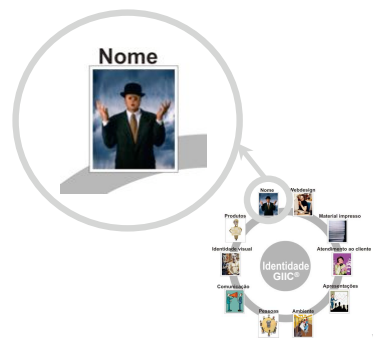 Nome
Nome
Webdesign
Produtos
Material impresso
Identidade visual
Atendimento ao cliente
Identidade
GIIC®
Comunicação
Apresentações
Pessoas
Ambiente